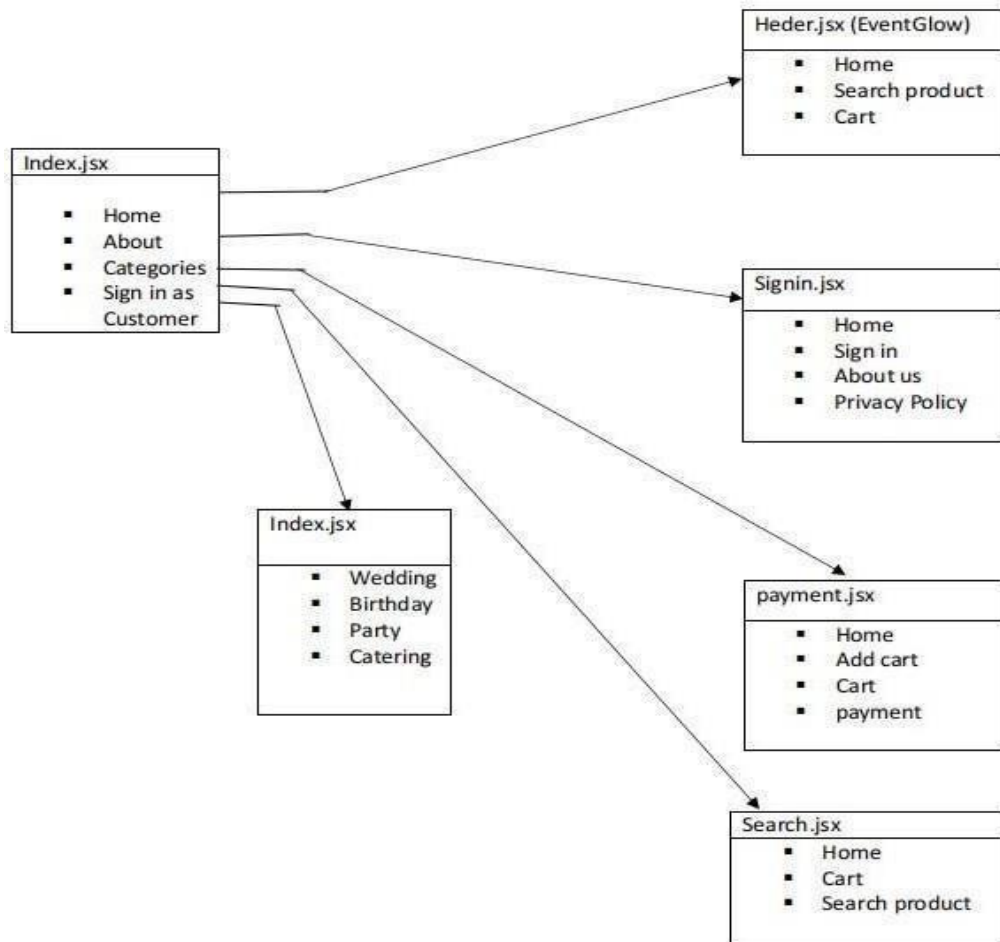 Heder.jsx (EventGlow)
▪ Home
▪ Search product
▪ Cart
Index.jsx
▪ Home
▪ About
▪ Categories
▪ Sign in as
Customer
Signin.jsx
▪ Home
▪ Sign in
▪ About us
▪ Privacy Policy
Index.jsx
▪ Wedding
▪ Birthday
▪ Party
▪ Catering
payment.jsx
▪ Home
▪ Add cart
▪ Cart
▪ payment
Search.jsx
▪ Home
▪ Cart
▪ Search product